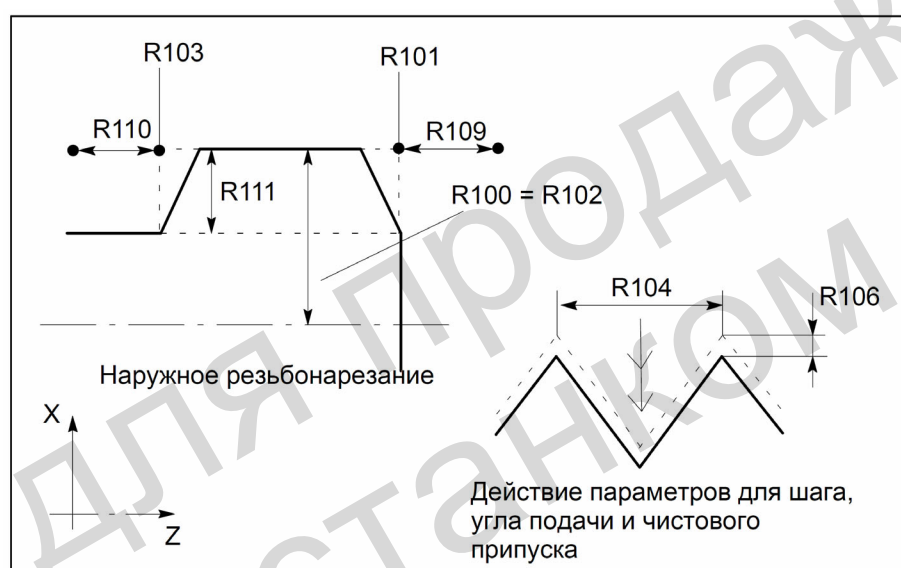 R103
R101
R110
R109
R111
R100 = R102
R104
R106
Наружное резьбонарезание
X
Z
Действие параметров для шага,
угла подачи и чистового
припуска
для продаж
станком